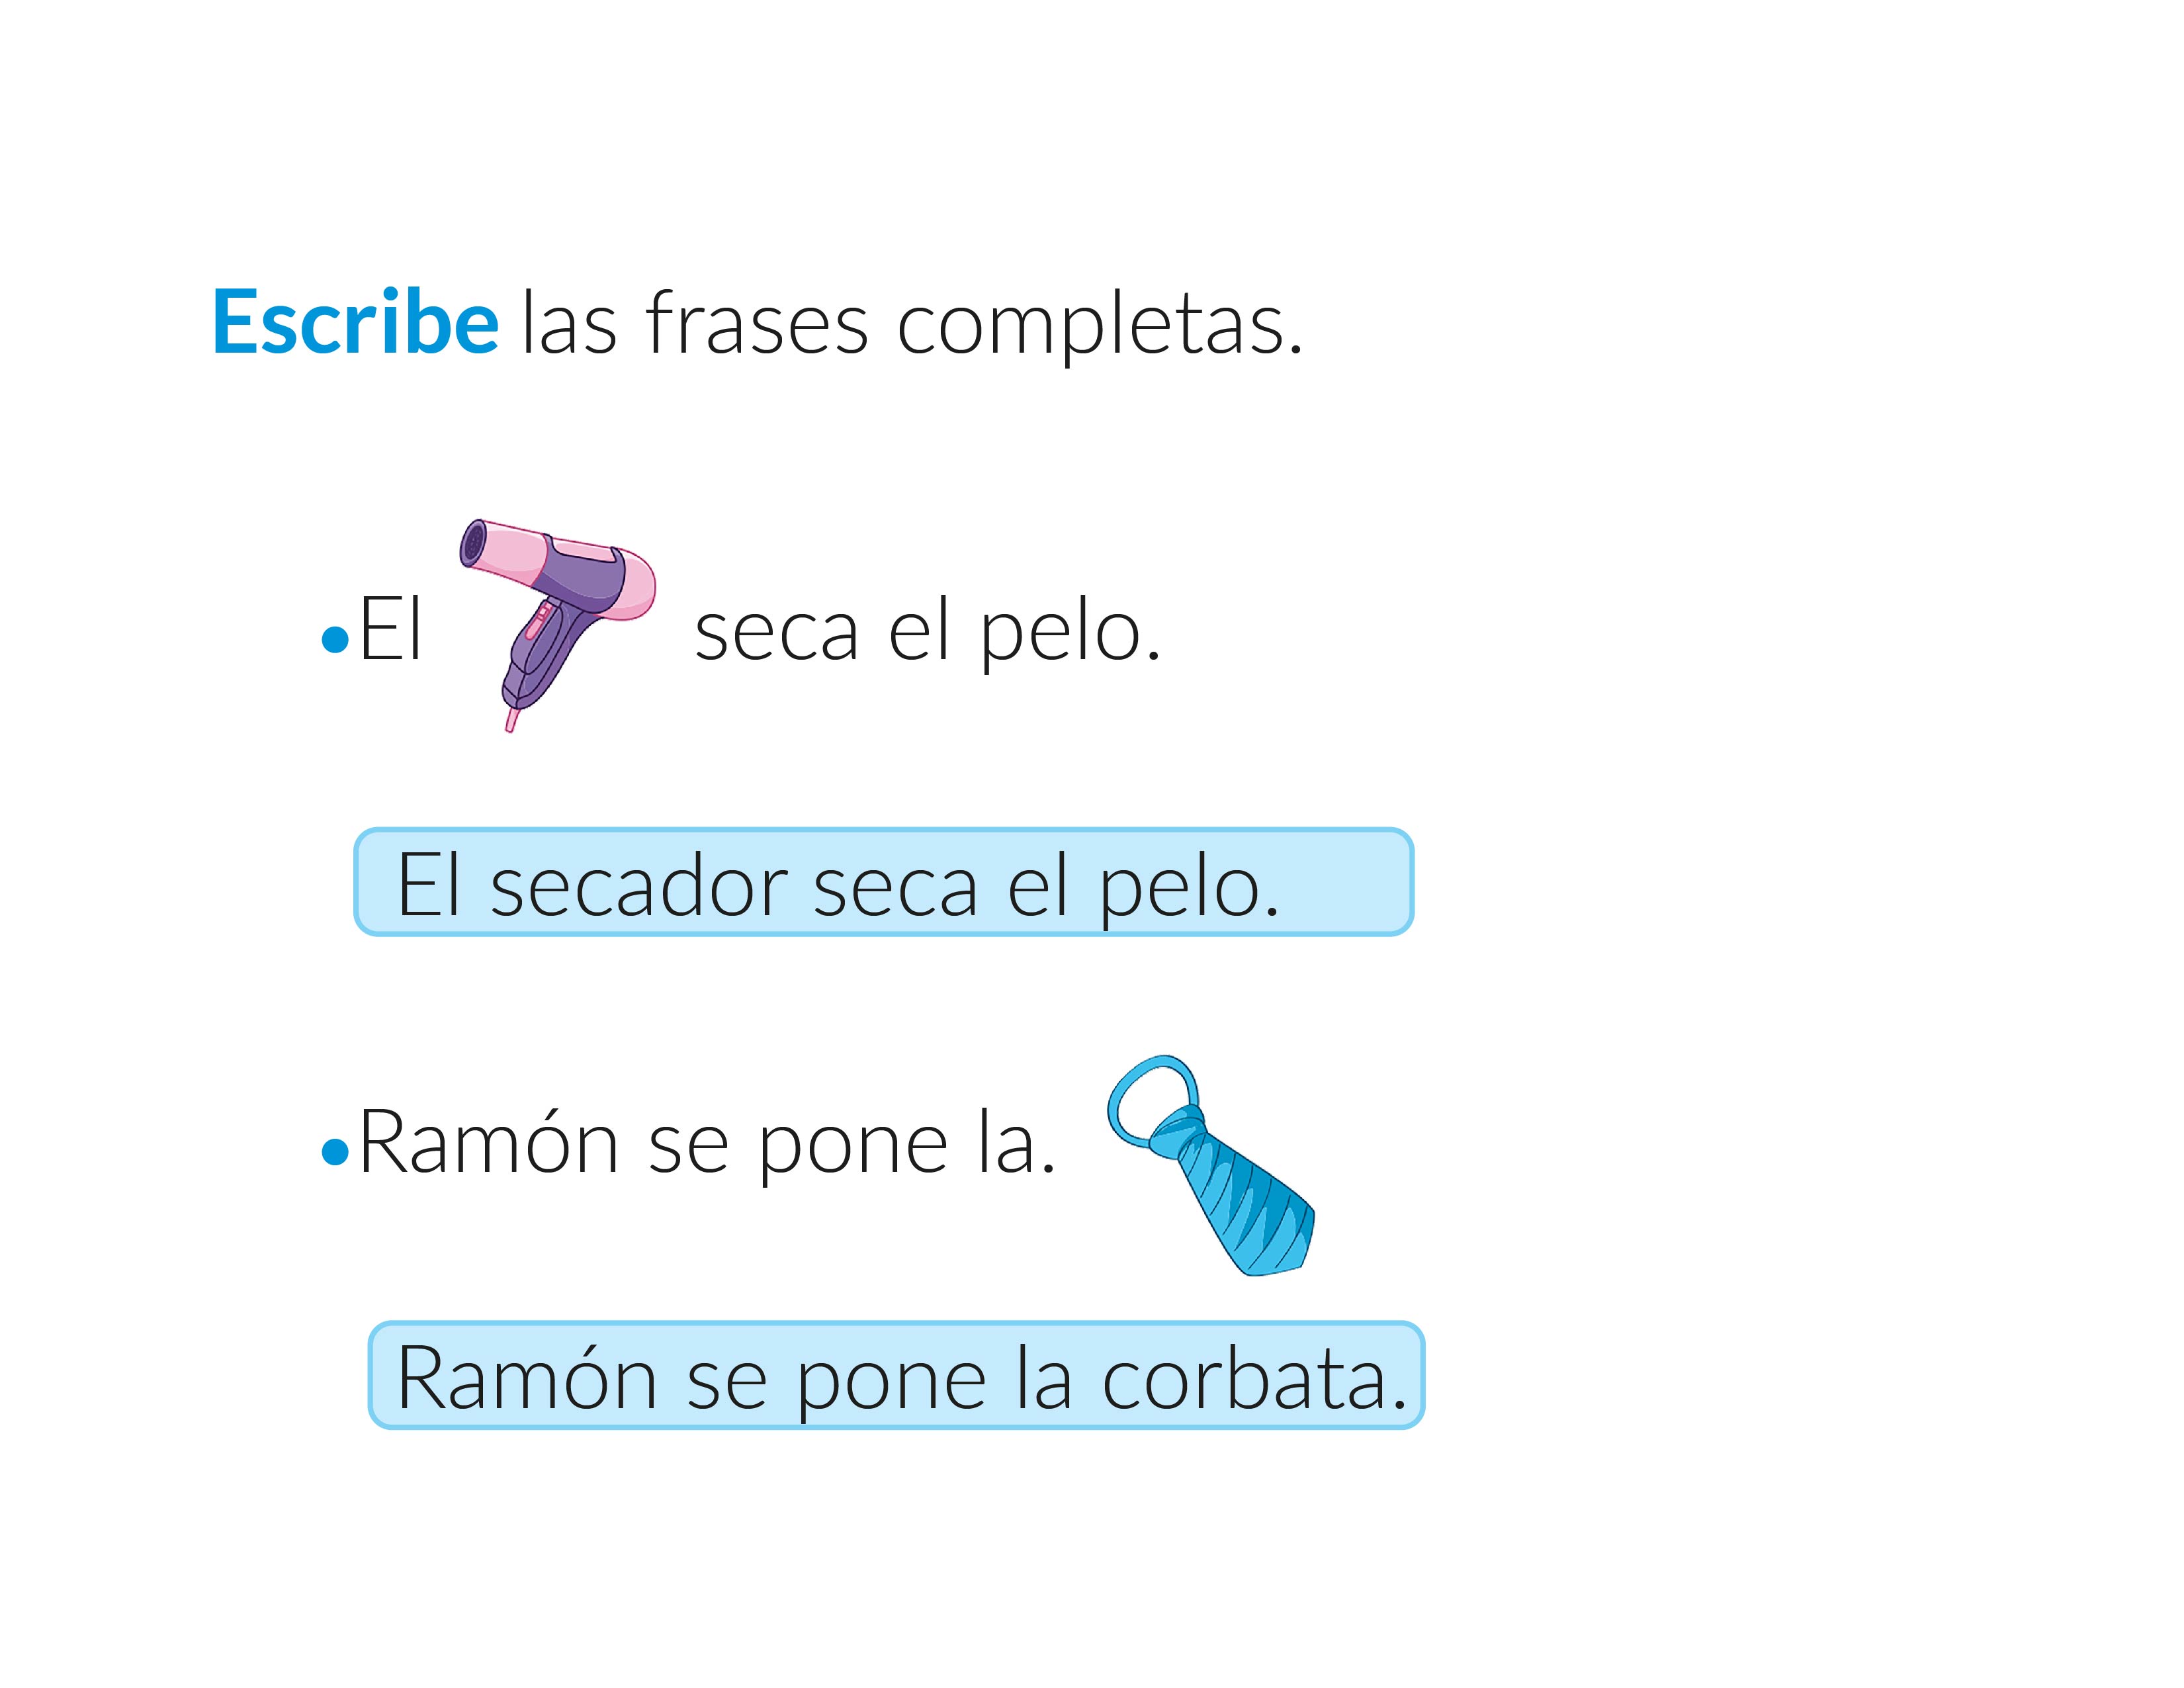 Escribe las frases completas.
•El seca el pelo.
El secador seca el pelo.
•Ramón se pone la.
Ramón se pone la corbata.